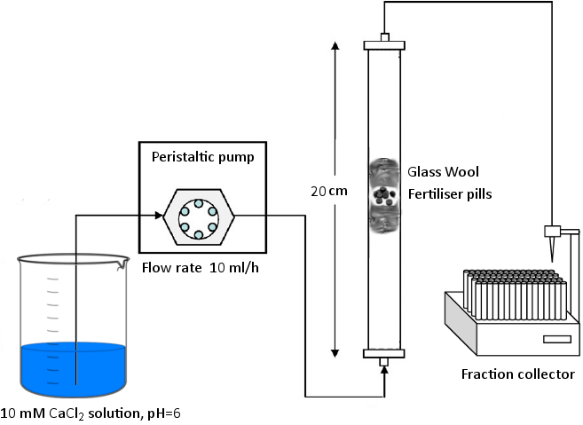 Peristaltic pump
Flow rate 10 ml/h
20 cm
Glass Wool
Fertiliser pills
Fraction collector
10 mM CaCl₂ solution, pH=6